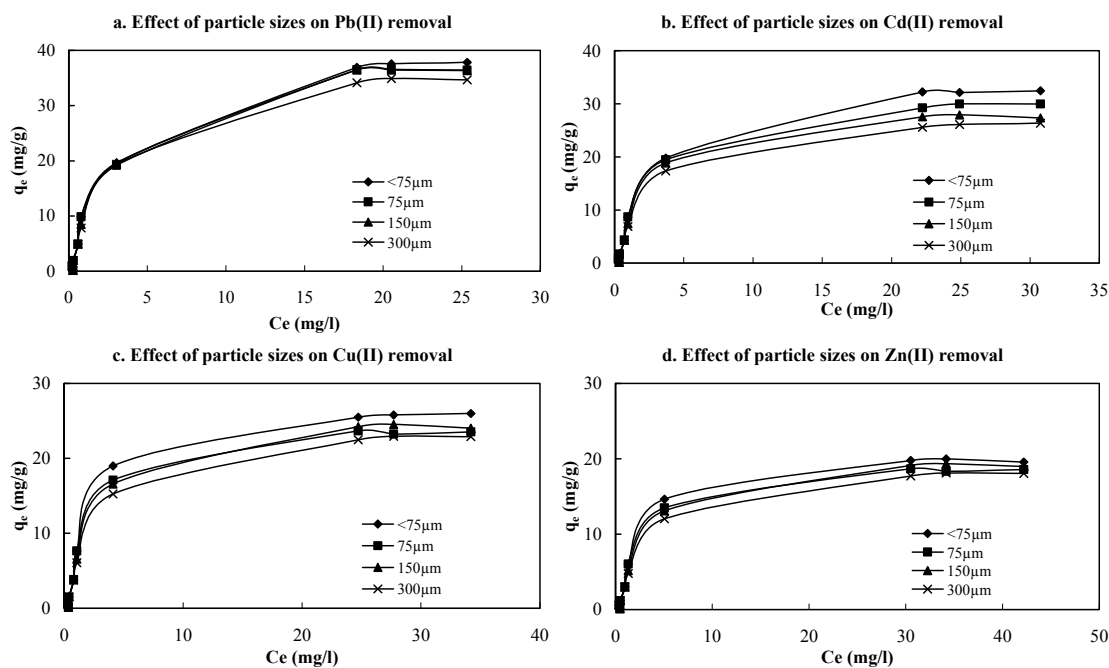 a. Effect of particle sizes on Pb(II) removal
40
30
20
10
0
qe (mg/g)
<75µm
75µm
150µm
300µm
0 5 10 15 20 25 30
Ce (mg/l)
b. Effect of particle sizes on Cd(II) removal
40
30
20
10
0
qe (mg/g)
<75µm
75µm
150µm
300µm
0 5 10 15 20 25 30 35
Ce (mg/l)
c. Effect of particle sizes on Cu(II) removal
30
20
10
0
qe (mg/g)
<75µm
75µm
150µm
300µm
0 10 20 30 40
Ce (mg/l)
d. Effect of particle sizes on Zn(II) removal
30
20
10
0
qe (mg/g)
<75µm
75µm
150µm
300µm
0 10 20 30 40 50
Ce (mg/l)